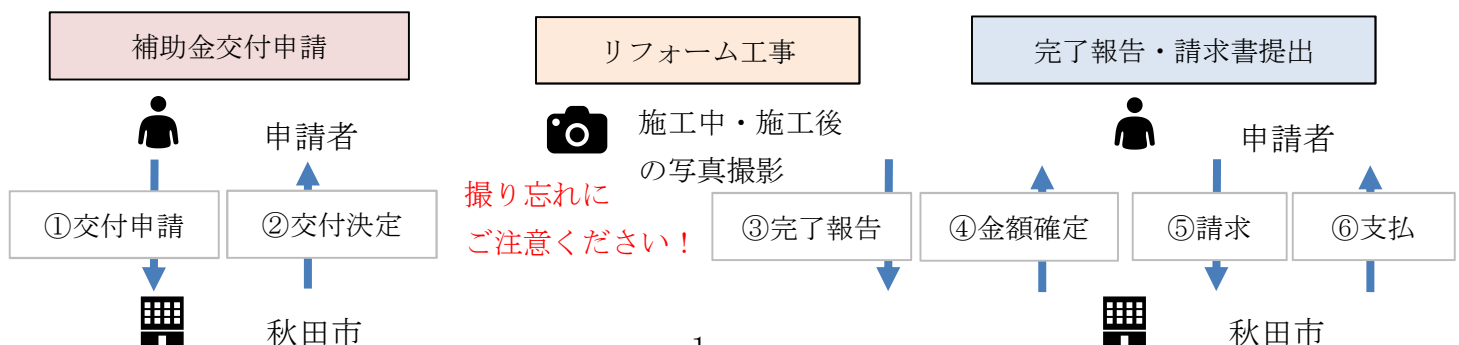 補助金交付申請
リフォーム工事
完了報告・請求書提出
申請者
施工中・施工後
の写真撮影
申請者
撮り忘れに
ご注意ください！
①交付申請
②交付決定
③完了報告
④金額確定
⑤請求
⑥支払
秋田市
秋田市
1